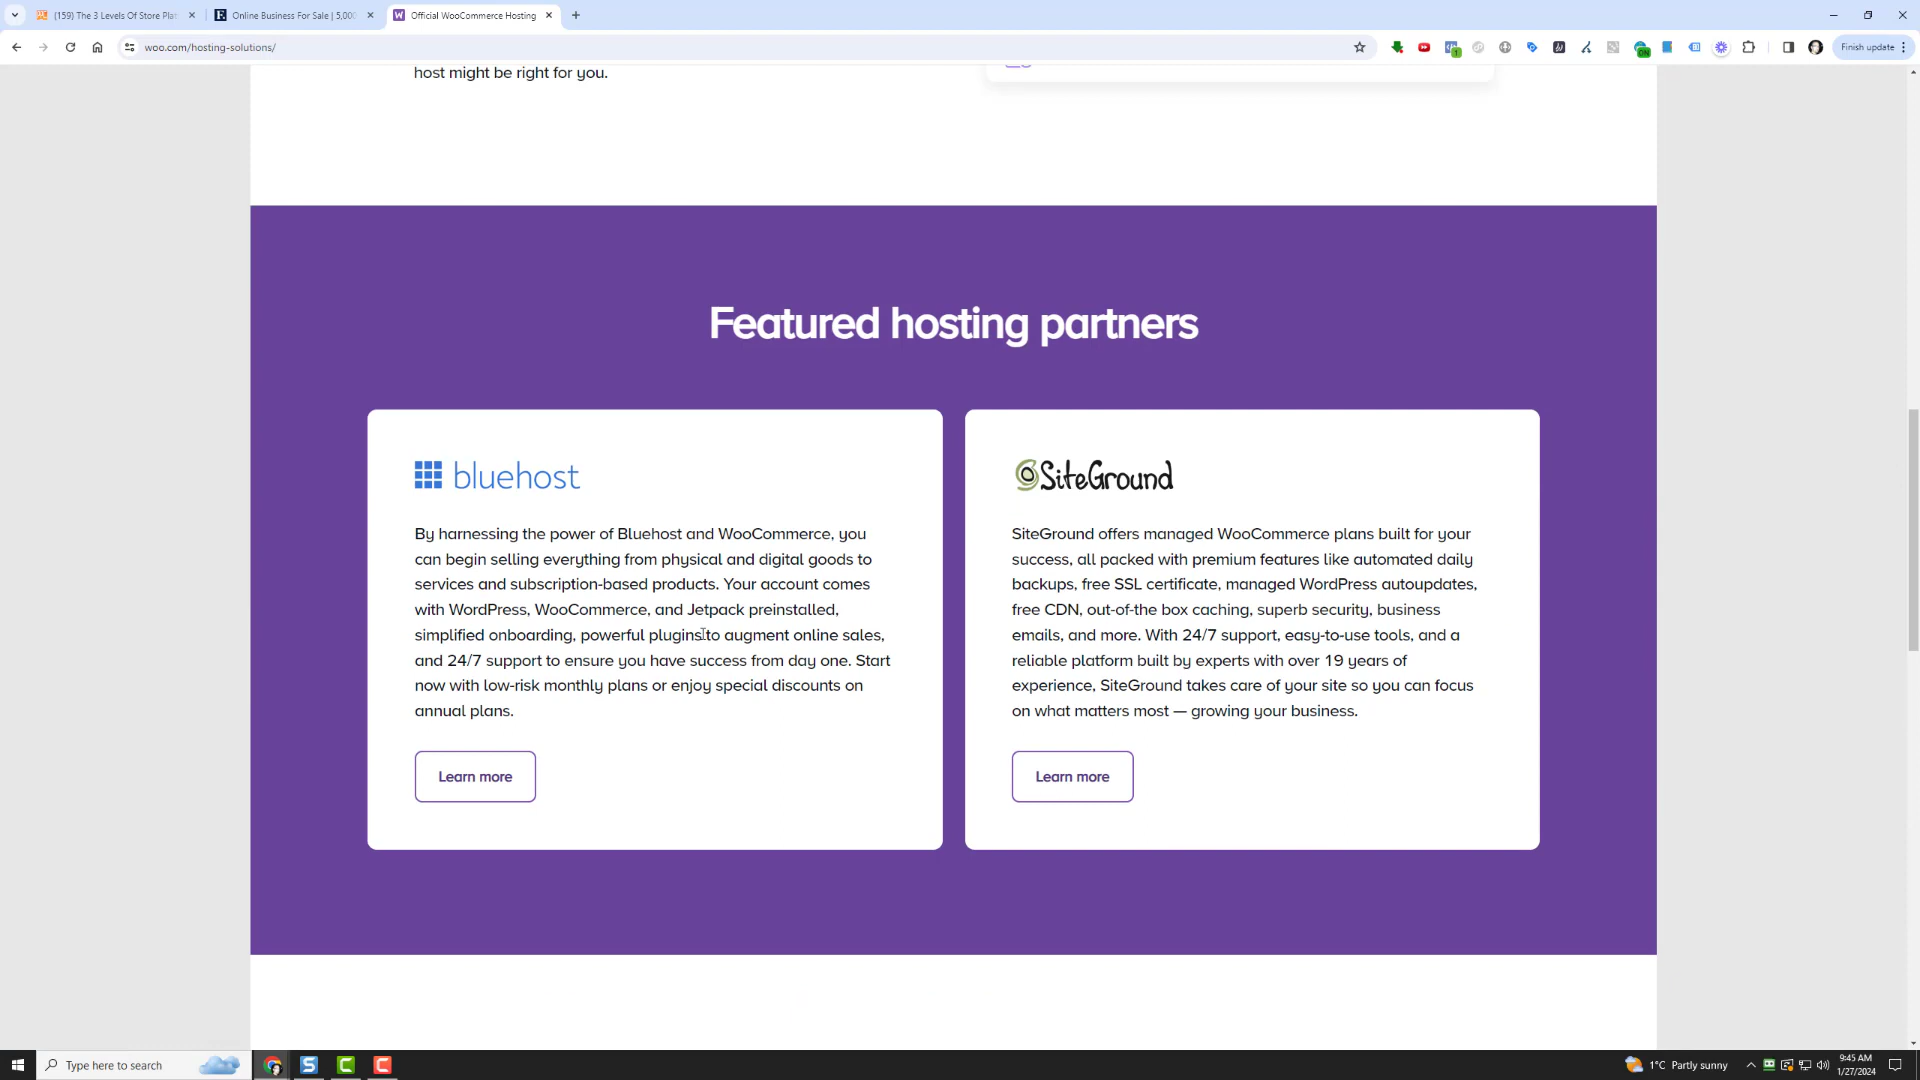 (159) The 3 Levels Of Store Plat
Online Business For Sale | 5,000
Official WooCommerce Hosting
woo.com/hosting-solutions/
Finish update
host might be right for you.
Featured hosting partners
bluehost
By harnessing the power of Bluehost and WooCommerce, you
can begin selling everything from physical and digital goods to
services and subscription-based products. Your account comes
with WordPress, WooCommerce, and Jetpack preinstalled,
simplified onboarding, powerful plugins to augment online sales,
and 24/7 support to ensure you have success from day one. Start
now with low-risk monthly plans or enjoy special discounts on
annual plans.
Learn more
SiteGround
SiteGround offers managed WooCommerce plans built for your
success, all packed with premium features like automated daily
backups, free SSL certificate, managed WordPress autoupdates,
free CDN, out-of-the box caching, superb security, business
emails, and more. With 24/7 support, easy-to-use tools, and a
reliable platform built by experts with over 19 years of
experience, SiteGround takes care of your site so you can focus
on what matters most — growing your business.
Learn more
Type here to search
1°C Partly sunny
9:45 AM
1/27/2024